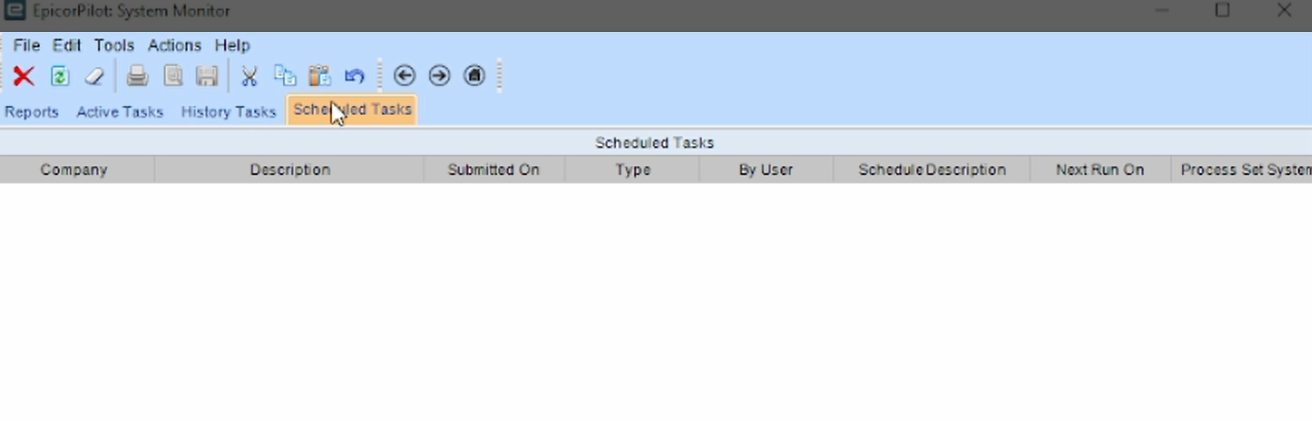 EpicorPilot: System Monitor
File Edit Tools Actions Help
Reports Active Tasks History Tasks Scheduled Tasks
Scheduled Tasks
Company Description Submitted On Type By User Schedule Description Next Run On Process Set System